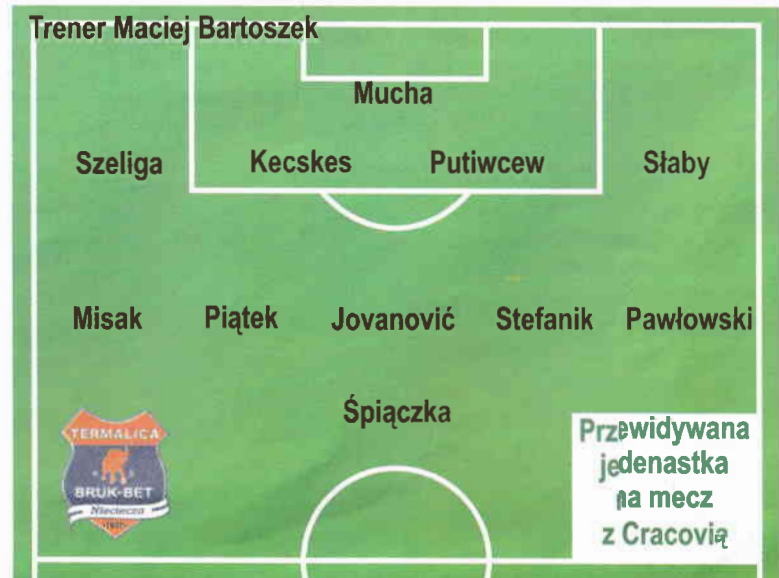 Trener Maciej Bartoszek
Mucha
Szeliga Kecskes Putiwcew Słaby
Misak Piątek Jovanović Stefanik Pawłowski
Śpiączka
TERMALICA
BRUK-BET
Nieciecza
Przewidywana
jedenastka
na mecz
z Cracovią